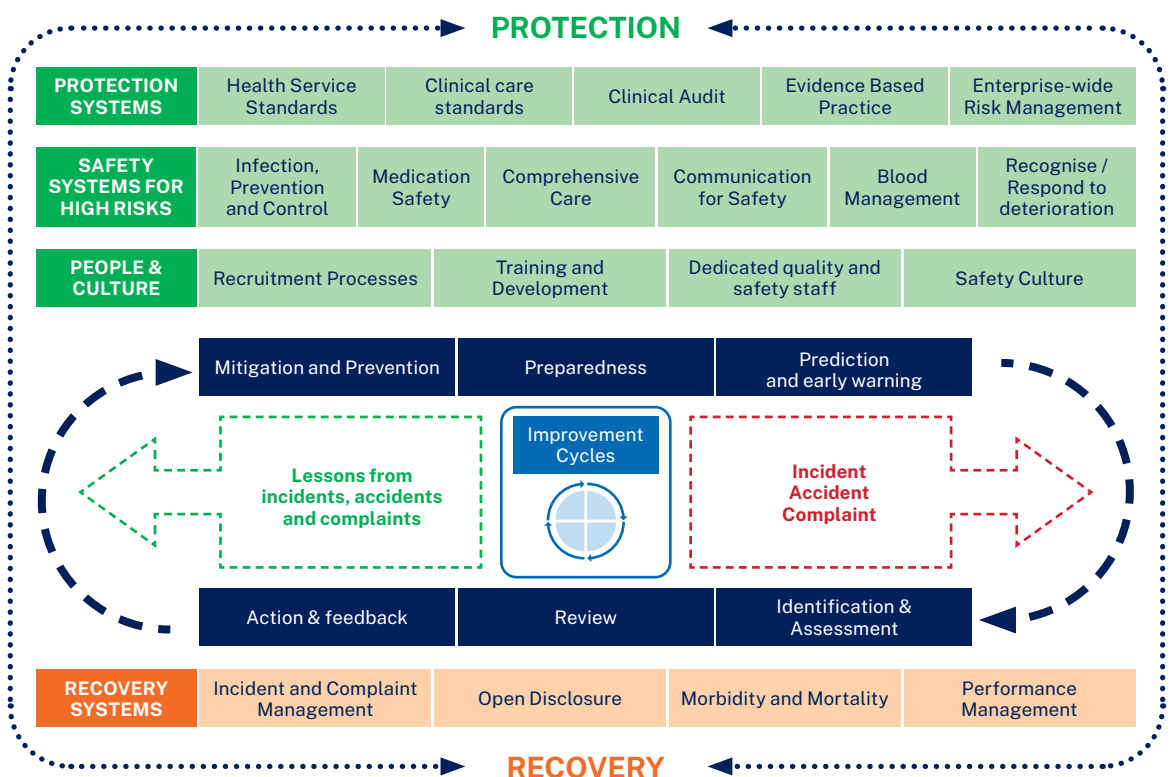 PROTECTION
PROTECTION
SYSTEMS
Health Service
Standards
Clinical care
standards
Clinical Audit
Evidence Based
Practice
Enterprise-wide
Risk Management
SAFETY
SYSTEMS FOR
HIGH RISKS
Infection,
Prevention
and Control
Medication
Safety
Comprehensive
Care
Communication
for Safety
Blood
Management
Recognise /
Respond to
deterioration
PEOPLE &
CULTURE
Recruitment Processes
Training and
Development
Dedicated quality and
safety staff
Safety Culture
Mitigation and Prevention
Preparedness
Prediction
and early warning
Lessons from
incidents, accidents
and complaints
Improvement
Cycles
Incident
Accident
Complaint
Action & feedback
Review
Identification &
Assessment
RECOVERY
SYSTEMS
Incident and Complaint
Management
Open Disclosure
Morbidity and Mortality
Performance
Management
RECOVERY